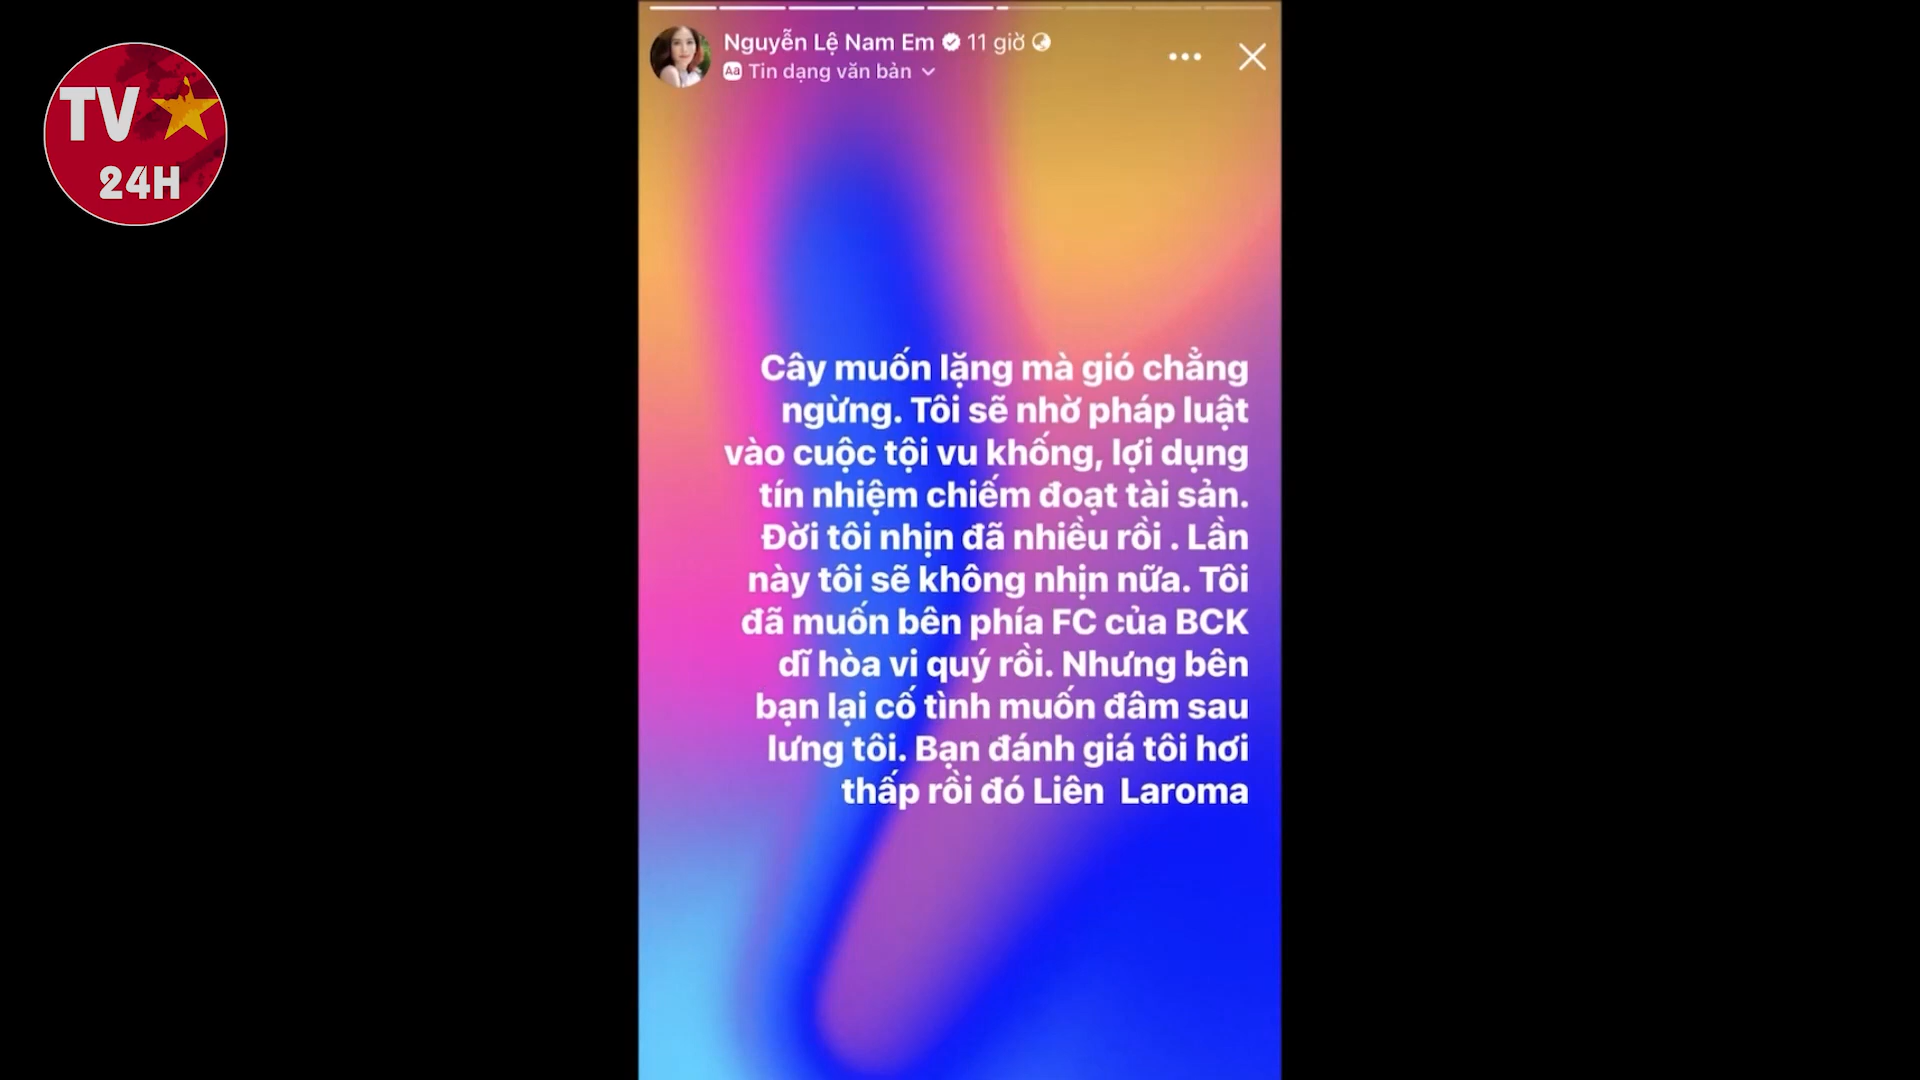 TV
24H
Nguyễn Lệ Nam Em 11 giờ
Aa Tin dạng văn bản
Cây muốn lặng mà gió chẳng
ngừng. Tôi sẽ nhờ pháp luật
vào cuộc tội vu khống, lợi dụng
tín nhiệm chiếm đoạt tài sản.
Đời tôi nhịn đã nhiều rồi . Lần
này tôi sẽ không nhịn nữa. Tôi
đã muốn bên phía FC của BCK
dĩ hòa vi quý rồi. Nhưng bên
bạn lại cố tình muốn đâm sau
lưng tôi. Bạn đánh giá tôi hơi
thấp rồi đó Liên  Laroma